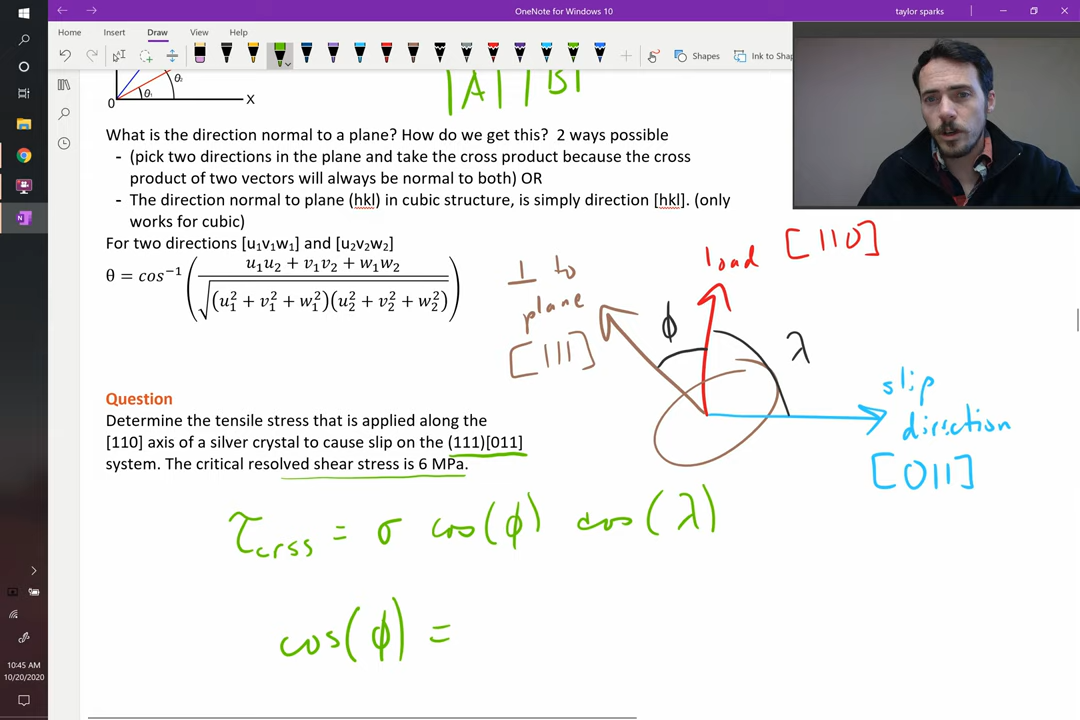 OneNote for Windows 10
taylor sparks
Home Insert Draw View Help
Shapes Ink to Shap
θ₂
θ₁
0 X
|A| |B|
What is the direction normal to a plane? How do we get this? 2 ways possible
- (pick two directions in the plane and take the cross product because the cross
product of two vectors will always be normal to both) OR
- The direction normal to plane (hkl) in cubic structure, is simply direction [hkl]. (only
works for cubic)
For two directions [u₁v₁w₁] and [u₂v₂w₂]
θ = cos⁻¹ ( (u₁u₂ + v₁v₂ + w₁w₂) / √((u₁² + v₁² + w₁²)(u₂² + v₂² + w₂²)) )
load [110]
⊥ to
plane
[111]
ϕ
λ
slip
direction
[011]
Question
Determine the tensile stress that is applied along the
[110] axis of a silver crystal to cause slip on the (111)[011]
system. The critical resolved shear stress is 6 MPa.
τcrss = σ cos(ϕ) cos(λ)
cos(ϕ) =
10:45 AM
10/20/2020